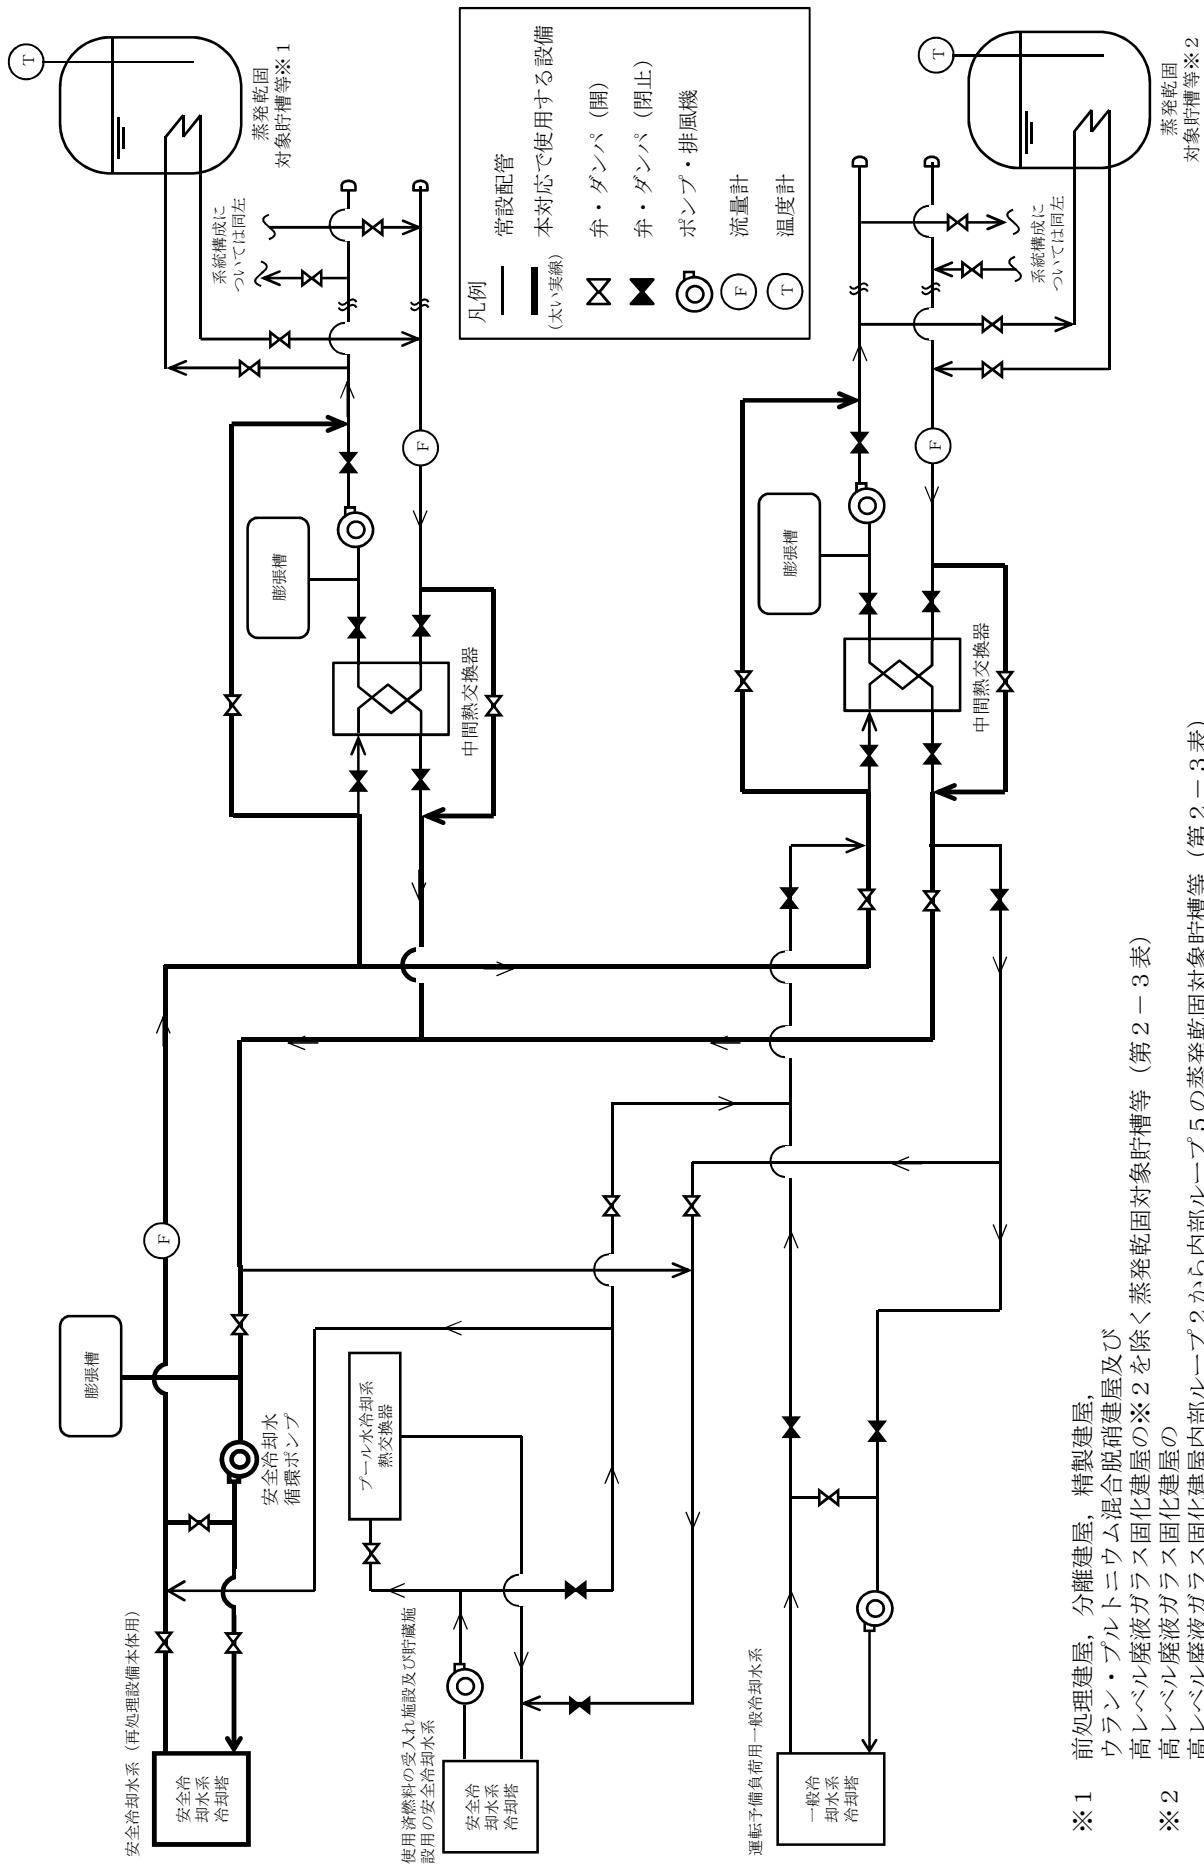 安全冷却水系（再処理設備本体用）
安全冷
却水系
冷却塔
膨張槽
安全冷却水
循環ポンプ
F
使用済燃料の受入れ施設及び貯蔵施
設用の安全冷却水系
安全冷
却水系
冷却塔
プール水冷却系
熱交換器
運転予備負荷用一般冷却水系
一般冷
却水系
冷却塔
中間熱交換器
膨張槽
F
系統構成に
ついては同左
T
蒸発乾固
対象貯槽等※１
中間熱交換器
膨張槽
F
系統構成に
ついては同左
T
蒸発乾固
対象貯槽等※２
凡例
常設配管
本対応で使用する設備
(太い実線)
弁・ダンパ（開）
弁・ダンパ（閉止）
ポンプ・排風機
F
流量計
T
温度計
※１ 前処理建屋，分離建屋，精製建屋，
ウラン・プルトニウム混合脱硝建屋及び
高レベル廃液ガラス固化建屋の※２を除く蒸発乾固対象貯槽等（第２－３表）
※２ 高レベル廃液ガラス固化建屋の
高レベル廃液ガラス固化建屋内部ループ２から内部ループ５の蒸発乾固対象貯槽等（第２－３表）